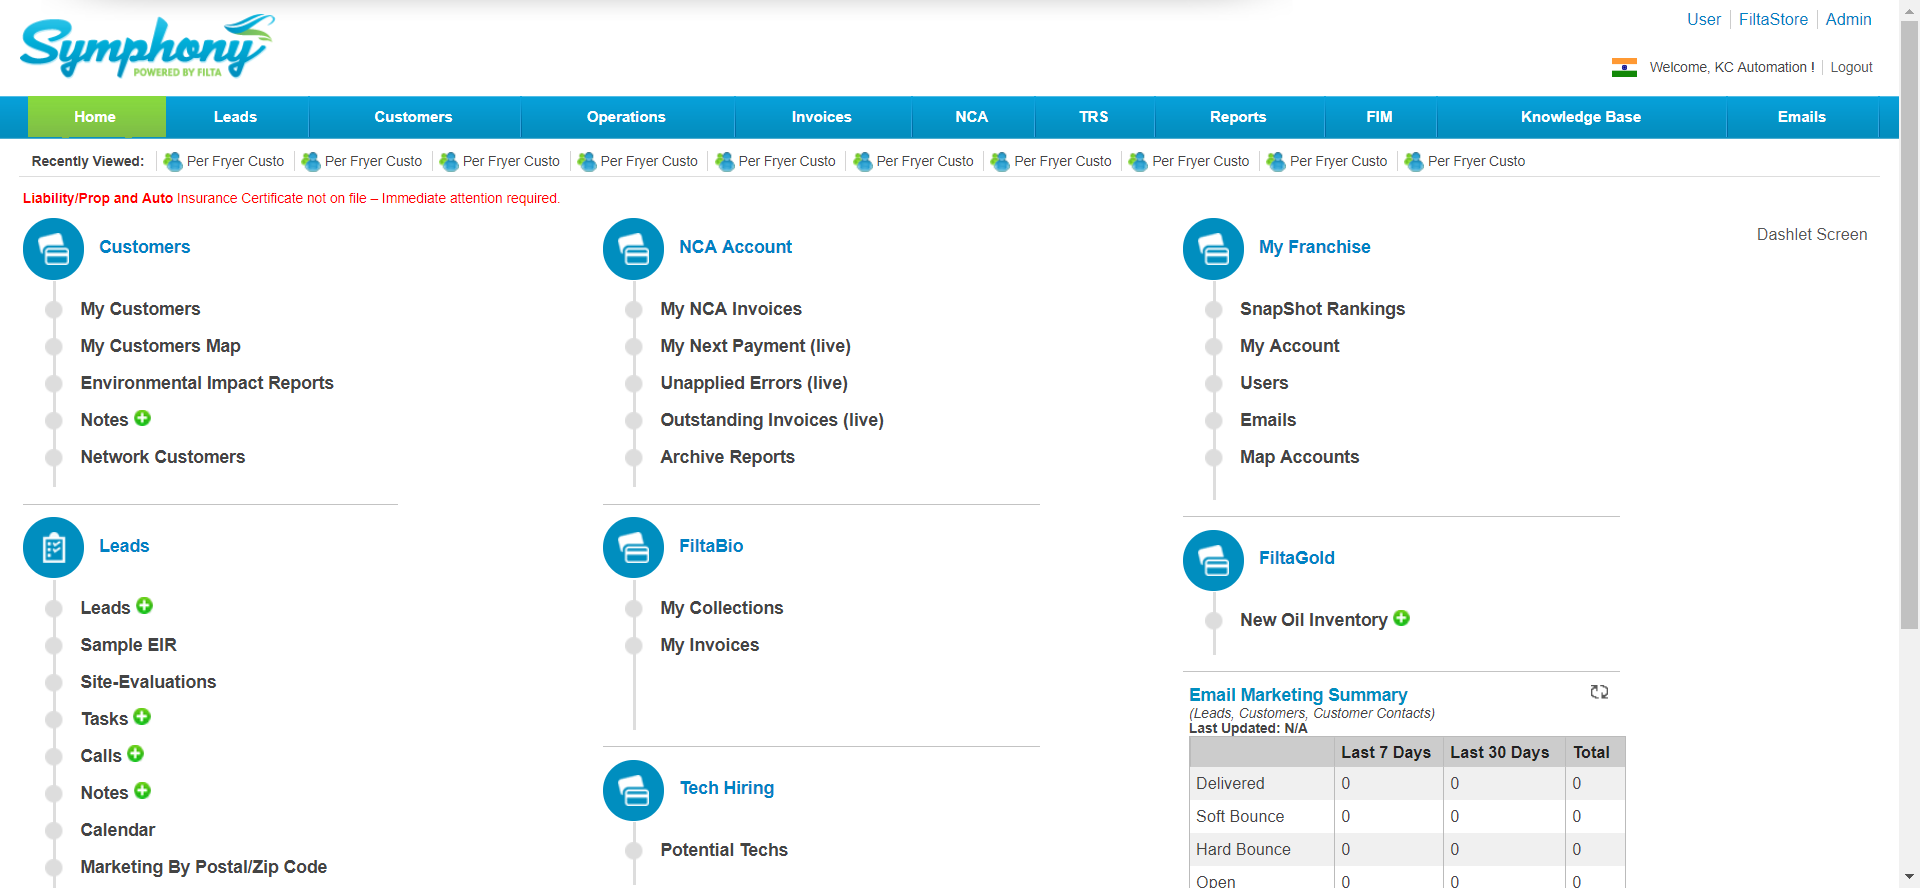 Symphony
POWERED BY FILTA
User FiltaStore Admin
Welcome, KC Automation ! Logout
Home Leads Customers Operations Invoices NCA TRS Reports FIM Knowledge Base Emails
Recently Viewed: Per Fryer Custo Per Fryer Custo Per Fryer Custo Per Fryer Custo Per Fryer Custo Per Fryer Custo Per Fryer Custo Per Fryer Custo Per Fryer Custo Per Fryer Custo
Liability/Prop and Auto Insurance Certificate not on file – Immediate attention required.
Dashlet Screen
Customers
My Customers
My Customers Map
Environmental Impact Reports
Notes
Network Customers
Leads
Leads
Sample EIR
Site-Evaluations
Tasks
Calls
Notes
Calendar
Marketing By Postal/Zip Code
NCA Account
My NCA Invoices
My Next Payment (live)
Unapplied Errors (live)
Outstanding Invoices (live)
Archive Reports
FiltaBio
My Collections
My Invoices
Tech Hiring
Potential Techs
My Franchise
SnapShot Rankings
My Account
Users
Emails
Map Accounts
FiltaGold
New Oil Inventory
Email Marketing Summary
(Leads, Customers, Customer Contacts)
Last Updated: N/A
Last 7 Days Last 30 Days Total
Delivered 0 0 0
Soft Bounce 0 0 0
Hard Bounce 0 0 0
Open 0 0 0